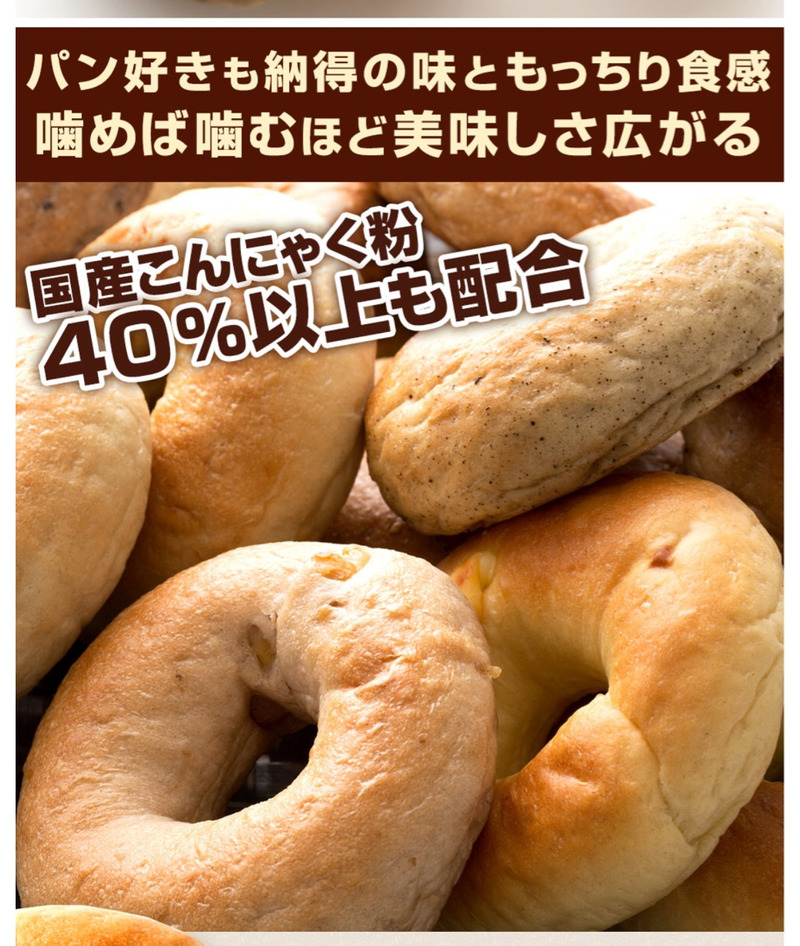 パン好きも納得の味ともっちり食感
噛めば噛むほど美味しさ広がる
国産こんにゃく粉
40%以上も配合